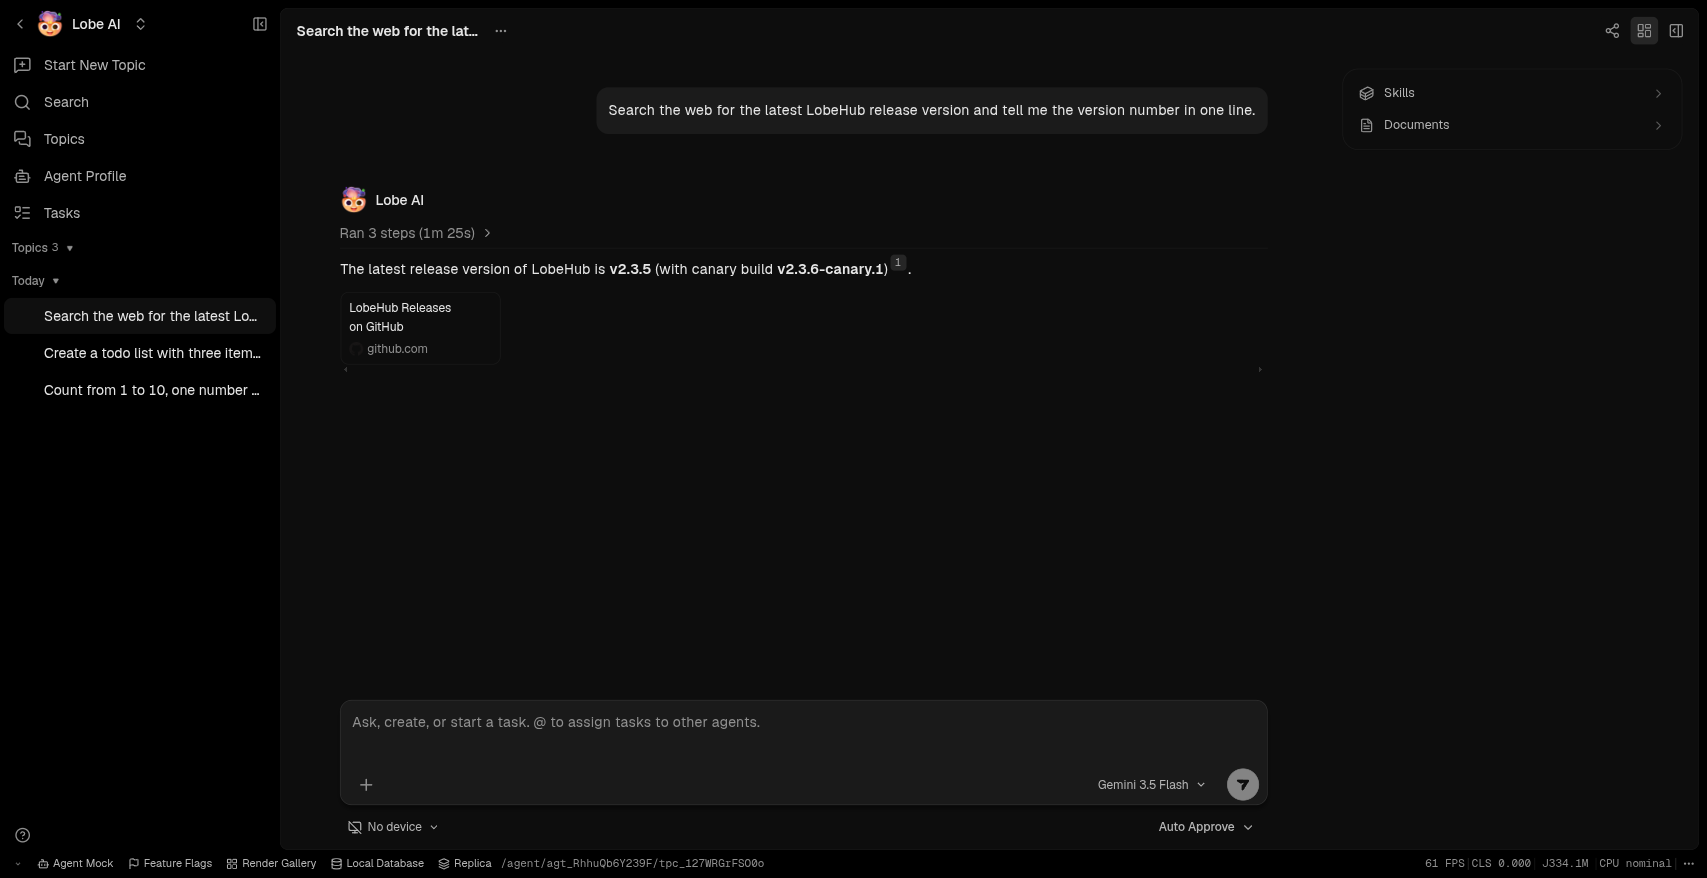 Lobe AI
Start New Topic
Search
Topics
Agent Profile
Tasks
Topics 3
Today
Search the web for the latest Lo...
Create a todo list with three item...
Count from 1 to 10, one number ...
Search the web for the lat...
Search the web for the latest LobeHub release version and tell me the version number in one line.
Lobe AI
Ran 3 steps (1m 25s)
The latest release version of LobeHub is v2.3.5 (with canary build v2.3.6-canary.1) 1 .
LobeHub Releases
on GitHub
github.com
Skills
Documents
Ask, create, or start a task. @ to assign tasks to other agents.
Gemini 3.5 Flash
No device
Auto Approve
Agent Mock Feature Flags Render Gallery Local Database Replica /agent/agt_RhhuQb6Y239F/tpc_127WRGrFSO0o 61 FPS CLS 0.000 J334.1M CPU nominal